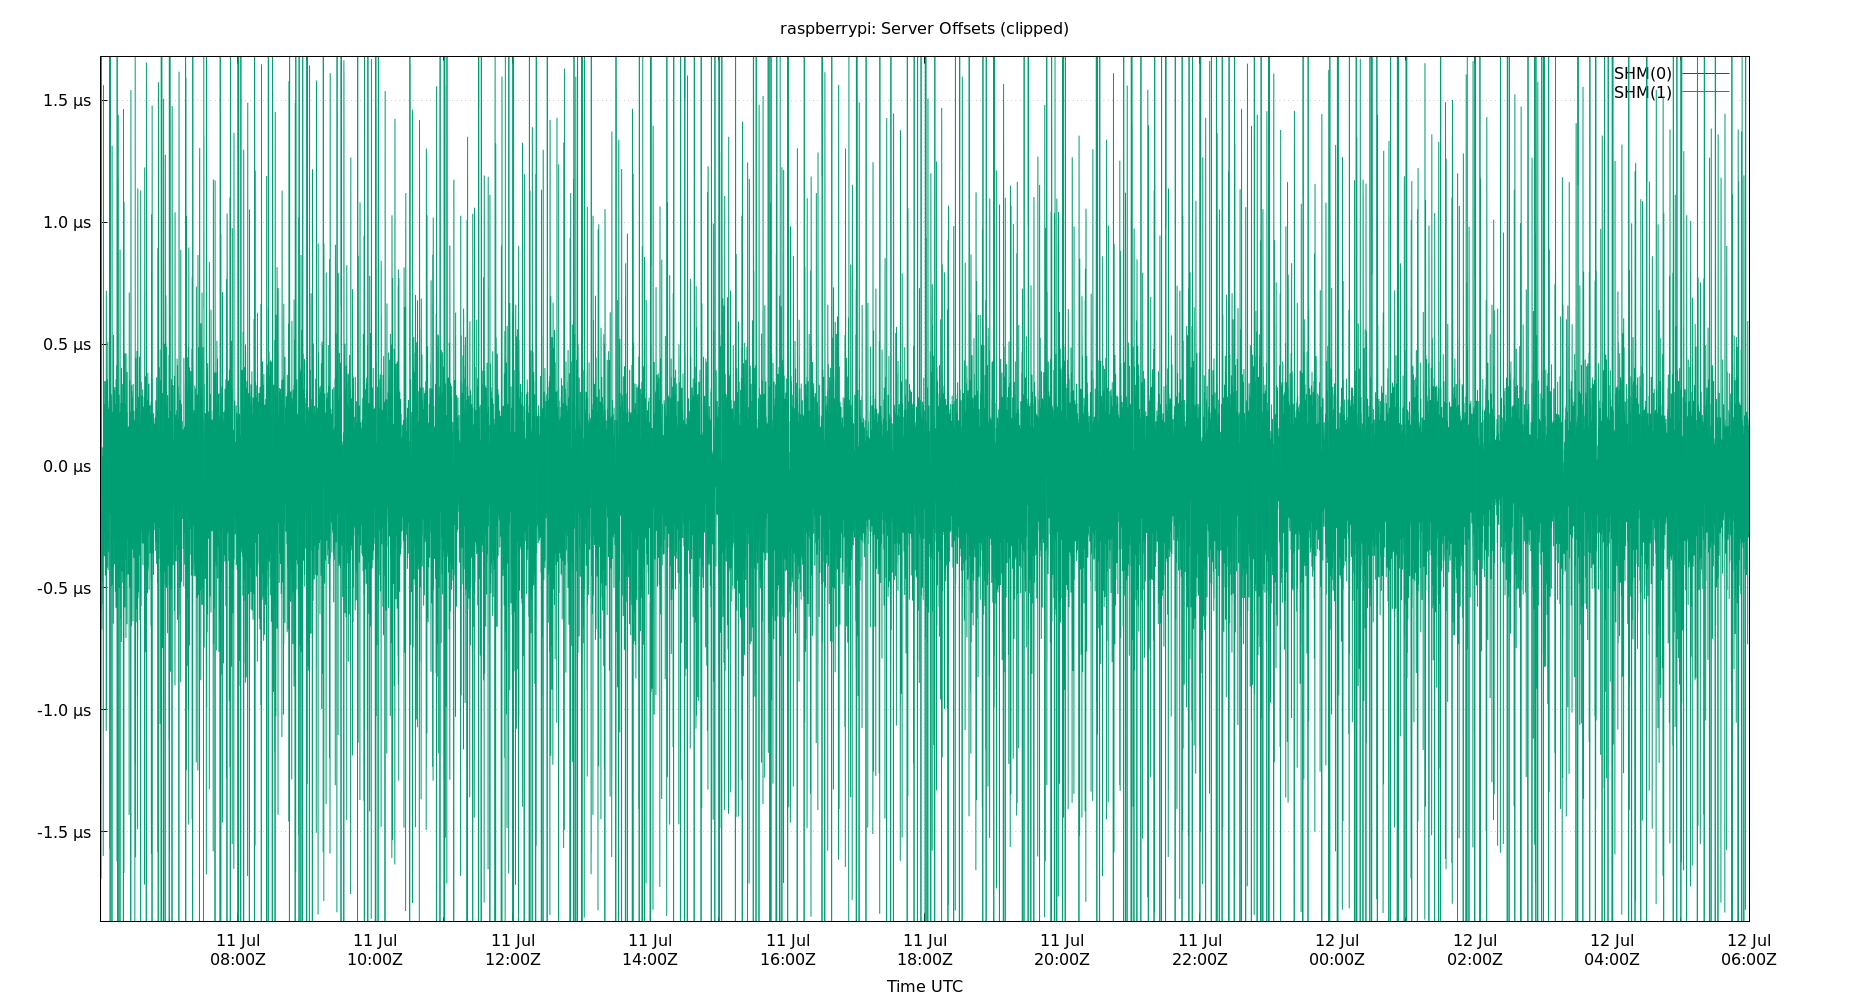 raspberrypi: Server Offsets (clipped)
SHM(0)
SHM(1)
1.5 µs
1.0 µs
0.5 µs
0.0 µs
-0.5 µs
-1.0 µs
-1.5 µs
11 Jul 11 Jul 11 Jul 11 Jul 11 Jul 11 Jul 11 Jul 11 Jul 12 Jul 12 Jul 12 Jul 12 Jul
08:00Z 10:00Z 12:00Z 14:00Z 16:00Z 18:00Z 20:00Z 22:00Z 00:00Z 02:00Z 04:00Z 06:00Z
Time UTC